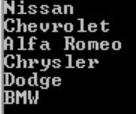 Nissan
Chevrolet
Alfa Romeo
Chrysler
Dodge
BMW